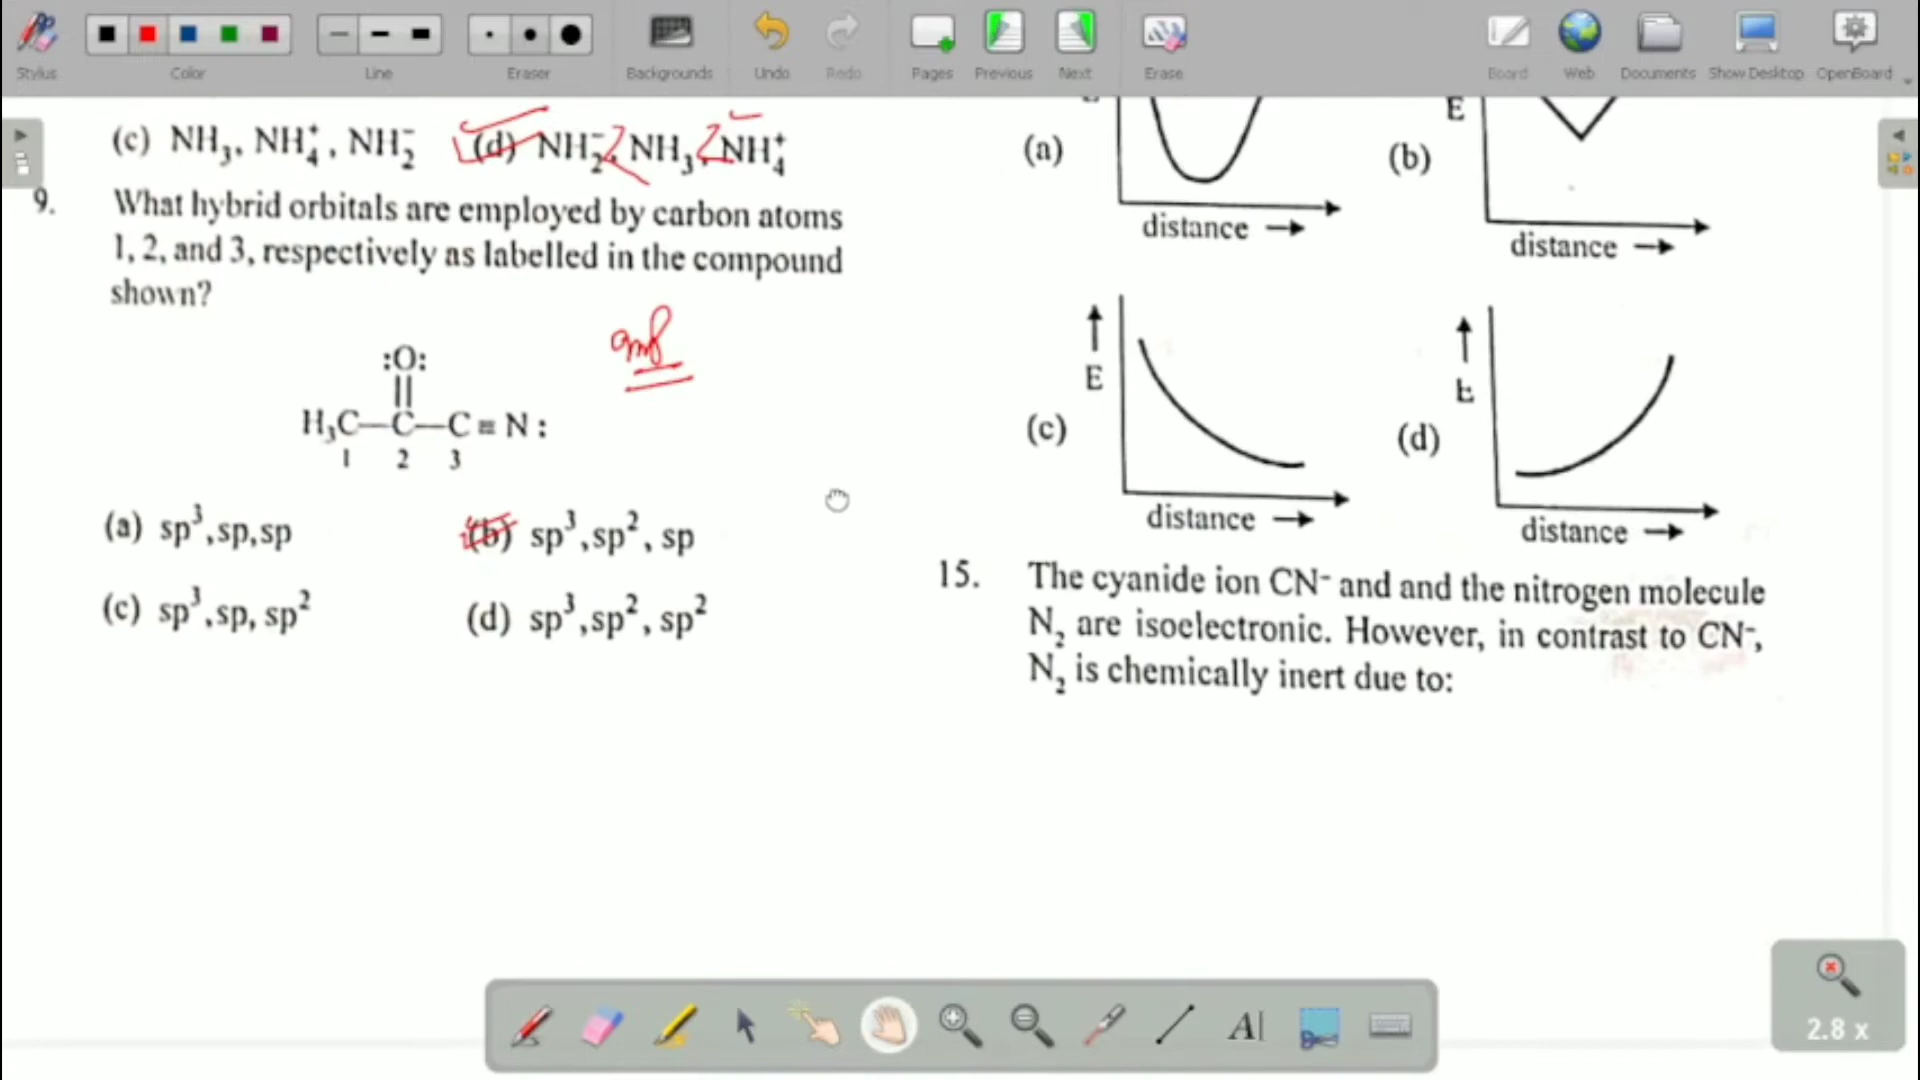 Stylus
Color
Line
Eraser
Backgrounds
Undo
Redo
Pages
Previous
Next
Erase
Board
Web
Documents
Show Desktop
OpenBoard
(c) NH₃, NH₄⁺, NH₂⁻ (d) NH₂⁻, NH₃, NH₄⁺
9. What hybrid orbitals are employed by carbon atoms
1, 2, and 3, respectively as labelled in the compound
shown?
:O:
||
H₃C—C—C≡N:
1 2 3
(a) sp³,sp,sp (b) sp³,sp², sp
(c) sp³,sp, sp² (d) sp³,sp², sp²
(a) distance →
E
(b) distance →
E
(c) distance →
E
(d) distance →
15. The cyanide ion CN⁻ and and the nitrogen molecule
N₂ are isoelectronic. However, in contrast to CN⁻,
N₂ is chemically inert due to:
A
2.8 x